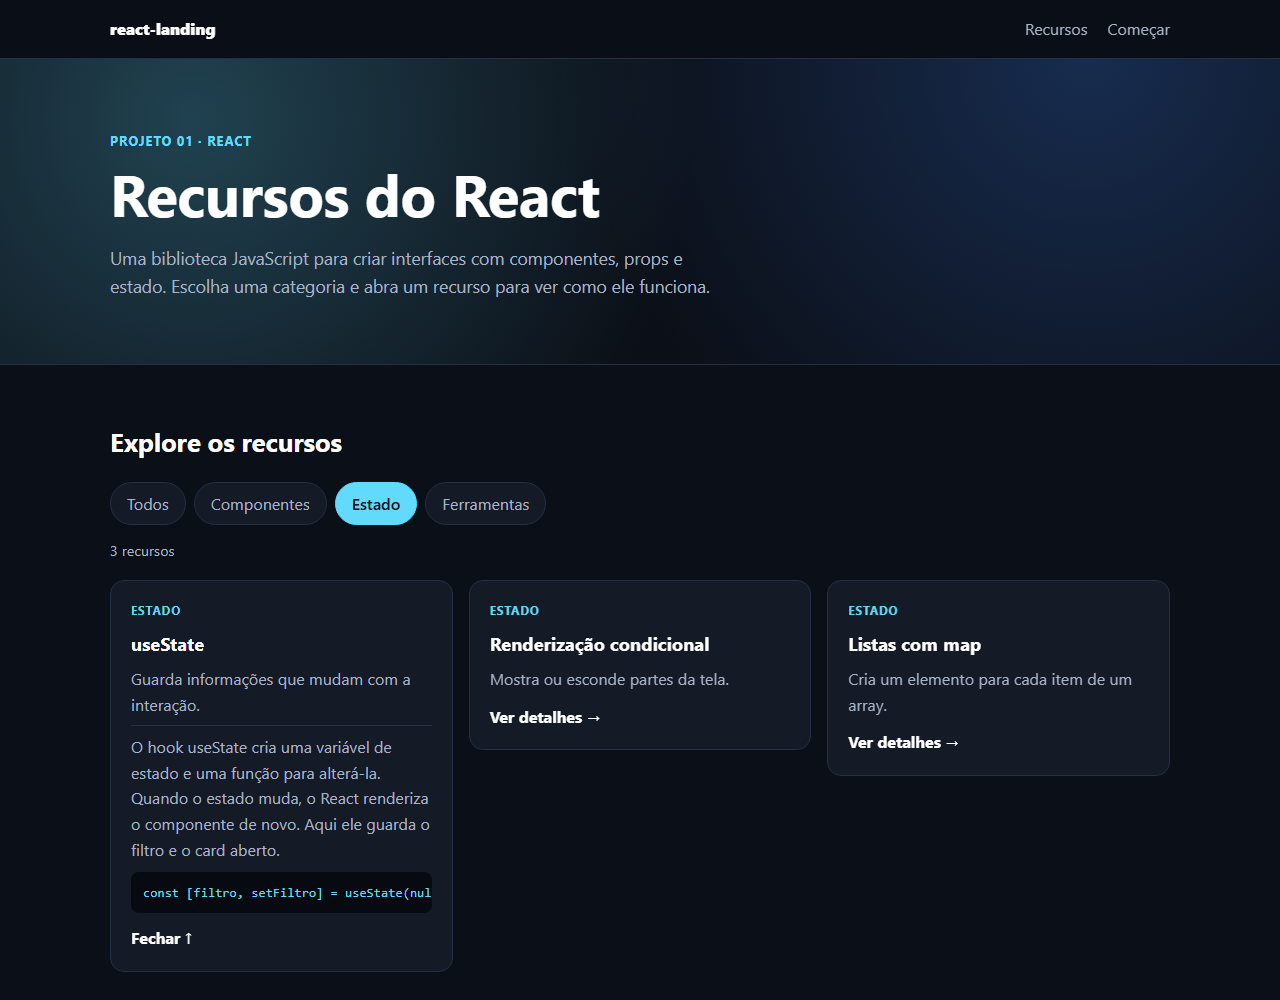 react-landing
Recursos
Começar
PROJETO 01 · REACT
Recursos do React
Uma biblioteca JavaScript para criar interfaces com componentes, props e
estado. Escolha uma categoria e abra um recurso para ver como ele funciona.
Explore os recursos
Todos
Componentes
Estado
Ferramentas
3 recursos
ESTADO
useState
Guarda informações que mudam com a
interação.
O hook useState cria uma variável de
estado e uma função para alterá-la.
Quando o estado muda, o React renderiza
o componente de novo. Aqui ele guarda o
filtro e o card aberto.
const [filtro, setFiltro] = useState(nul
Fechar ↑
ESTADO
Renderização condicional
Mostra ou esconde partes da tela.
Ver detalhes →
ESTADO
Listas com map
Cria um elemento para cada item de um
array.
Ver detalhes →